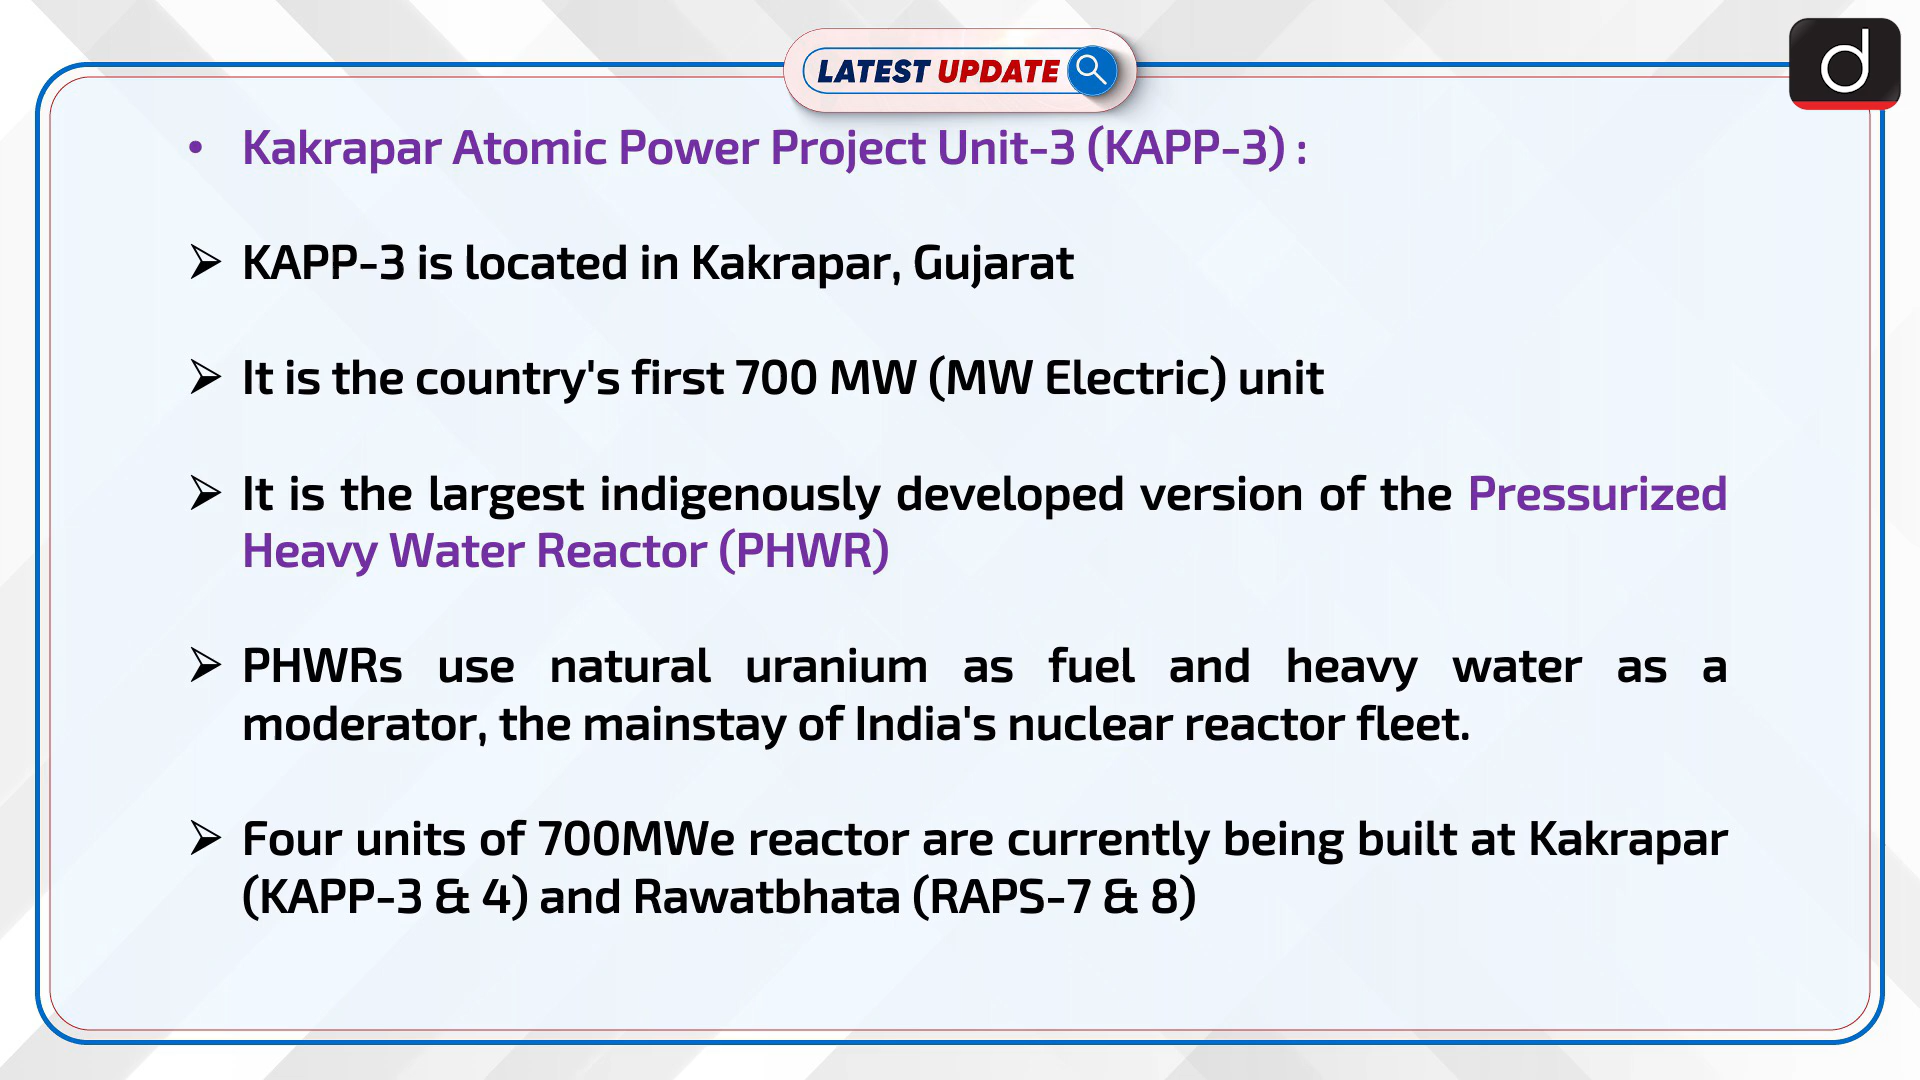 LATEST UPDATE
d
• Kakrapar Atomic Power Project Unit-3 (KAPP-3) :
➢ KAPP-3 is located in Kakrapar, Gujarat
➢ It is the country's first 700 MW (MW Electric) unit
➢ It is the largest indigenously developed version of the Pressurized
Heavy Water Reactor (PHWR)
➢ PHWRs use natural uranium as fuel and heavy water as a
moderator, the mainstay of India's nuclear reactor fleet.
➢ Four units of 700MWe reactor are currently being built at Kakrapar
(KAPP-3 & 4) and Rawatbhata (RAPS-7 & 8)